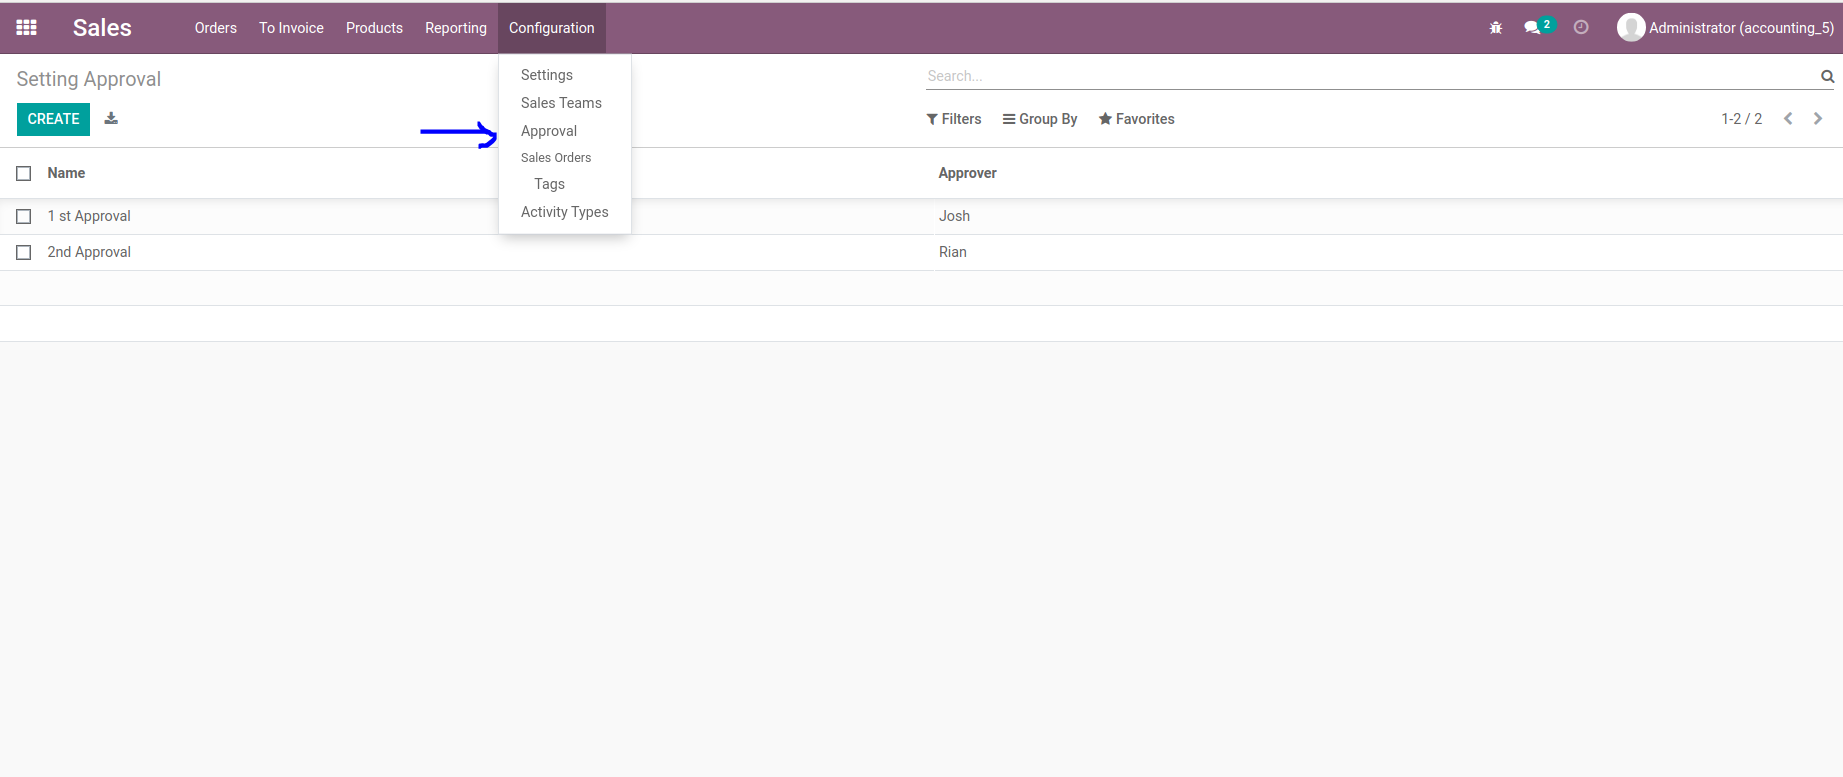 Sales Orders To Invoice Products Reporting Configuration 2 Administrator (accounting_5)
Setting Approval Settings Search...
Sales Teams
CREATE Filters Group By Favorites 1-2 / 2
Approval
Sales Orders
Name Approver
Tags
Activity Types
1 st Approval Josh
2nd Approval Rian